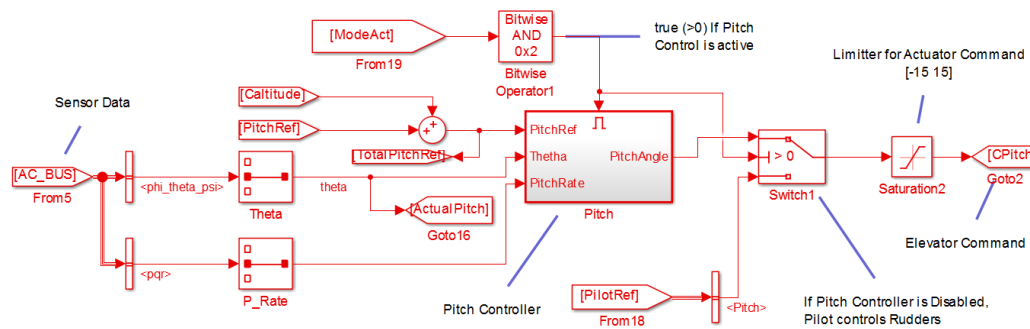 [ModeAct]
From19
Bitwise
AND
0x2
Bitwise
Operator1
true (>0) If Pitch
Control is active
Limitter for Actuator Command
[-15 15]
Sensor Data
[Caltitude]
[PitchRef]
++
[TotalPitchRef]
PitchRef
Thetha
PitchRate
PitchAngle
Pitch
> 0
Switch1
Saturation2
[CPitch]
Goto2
[AC_BUS]
From5
<phi_theta_psi>
Theta
theta
[ActualPitch]
Goto16
<pqr>
P_Rate
Pitch Controller
[PilotRef]
From18
<Pitch>
Elevator Command
If Pitch Controller is Disabled,
Pilot controls Rudders